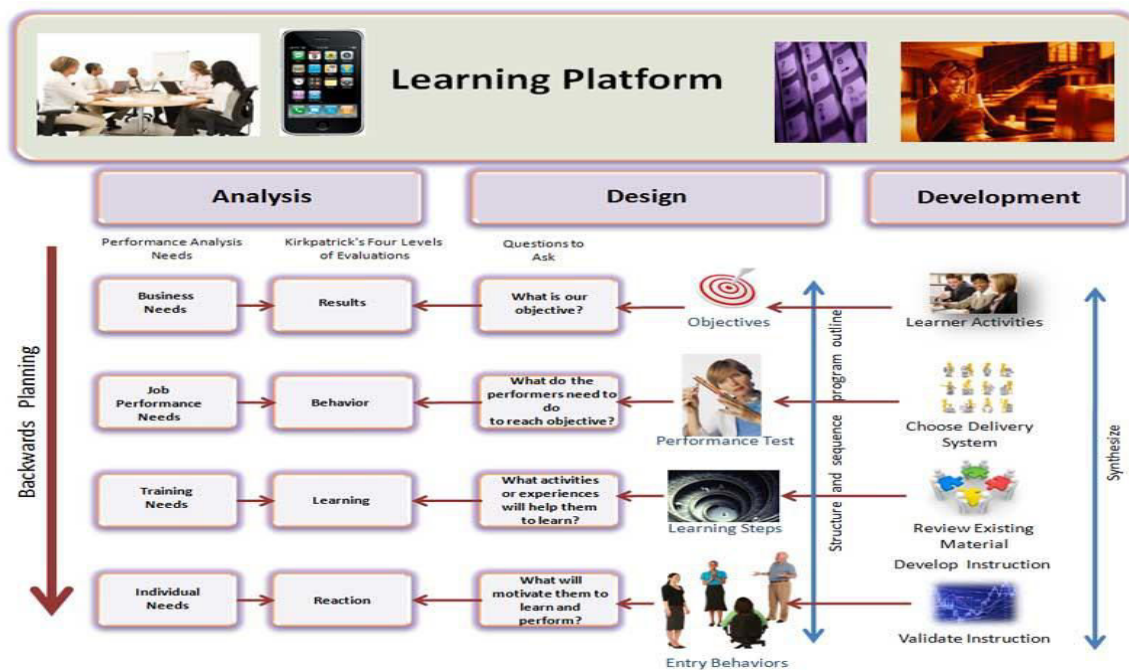 Learning Platform
Analysis
Design
Development
Performance Analysis
Needs
Kirkpatrick's Four Levels
of Evaluations
Questions to
Ask
Backwards Planning
Business
Needs
Results
What is our
objective?
Objectives
Learner Activities
Job
Performance
Needs
Behavior
What do the
performers need to
do
to reach objective?
Performance Test
Choose Delivery
System
Training
Needs
Learning
What activities
or experiences
will help them
to learn?
Learning Steps
Review Existing
Material
Develop Instruction
Individual
Needs
Reaction
What will
motivate them to
learn and
perform?
Entry Behaviors
Validate Instruction
Structure and sequence program outline
Synthesize